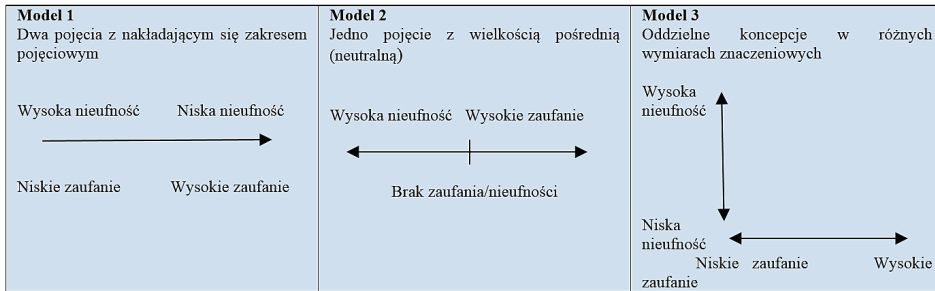 Model 1
Dwa pojęcia z nakładającym się zakresem
pojęciowym
Wysoka nieufność Niska nieufność
Niskie zaufanie Wysokie zaufanie
Model 2
Jedno pojęcie z wielkością pośrednią
(neutralną)
Wysoka nieufność Wysokie zaufanie
Brak zaufania/nieufności
Model 3
Oddzielne koncepcje w różnych
wymiarach znaczeniowych
Wysoka
nieufność
Niska
nieufność
Niskie zaufanie Wysokie
zaufanie